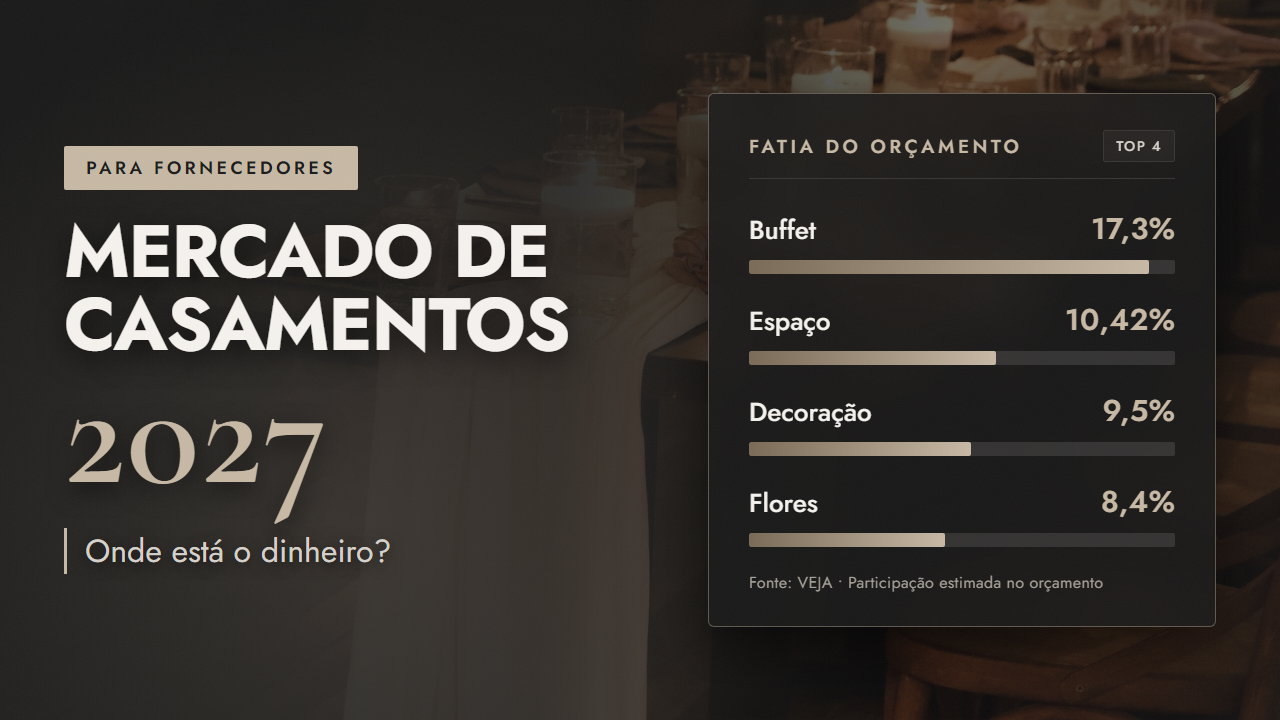 PARA FORNECEDORES
MERCADO DE
CASAMENTOS
2027
Onde está o dinheiro?
FATIA DO ORÇAMENTO
TOP 4
Buffet 17,3%
Espaço 10,42%
Decoração 9,5%
Flores 8,4%
Fonte: VEJA · Participação estimada no orçamento